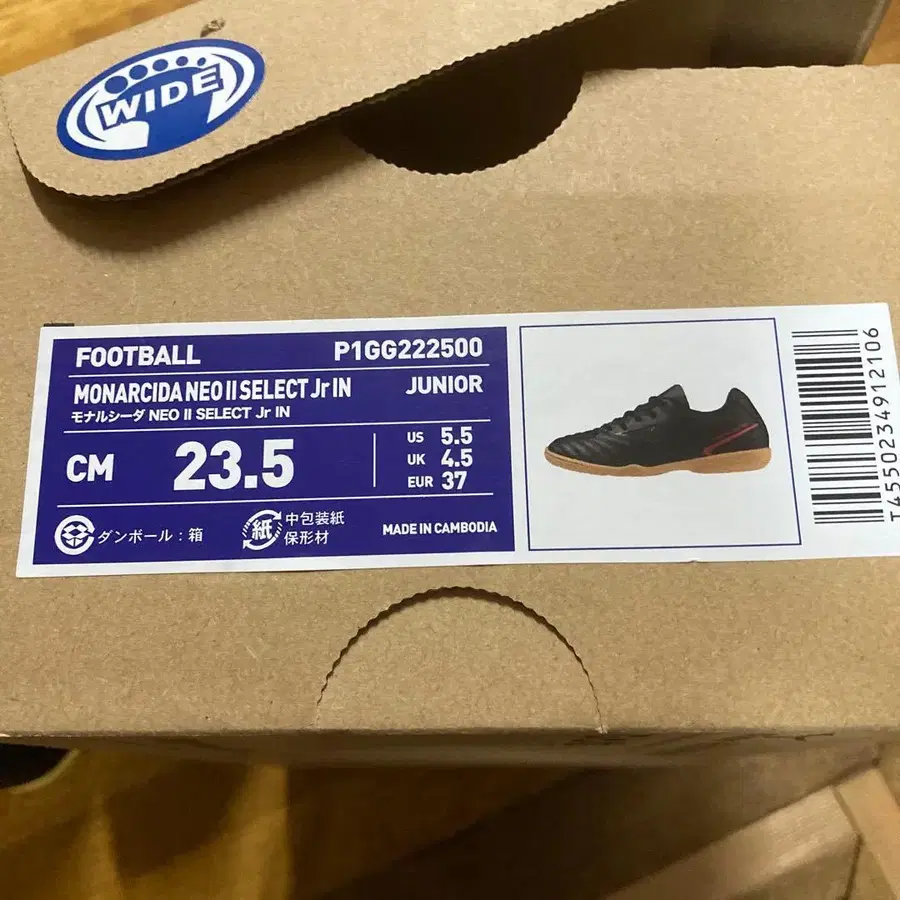 WIDE
FOOTBALL P1GG222500
MONARCIDA NEO II SELECT Jr IN JUNIOR
モナルシーダ NEO II SELECT Jr IN
CM 23.5
US 5.5
UK 4.5
EUR 37
ダンボール：箱
紙 中包装紙
保形材
MADE IN CAMBODIA
T4550234912106